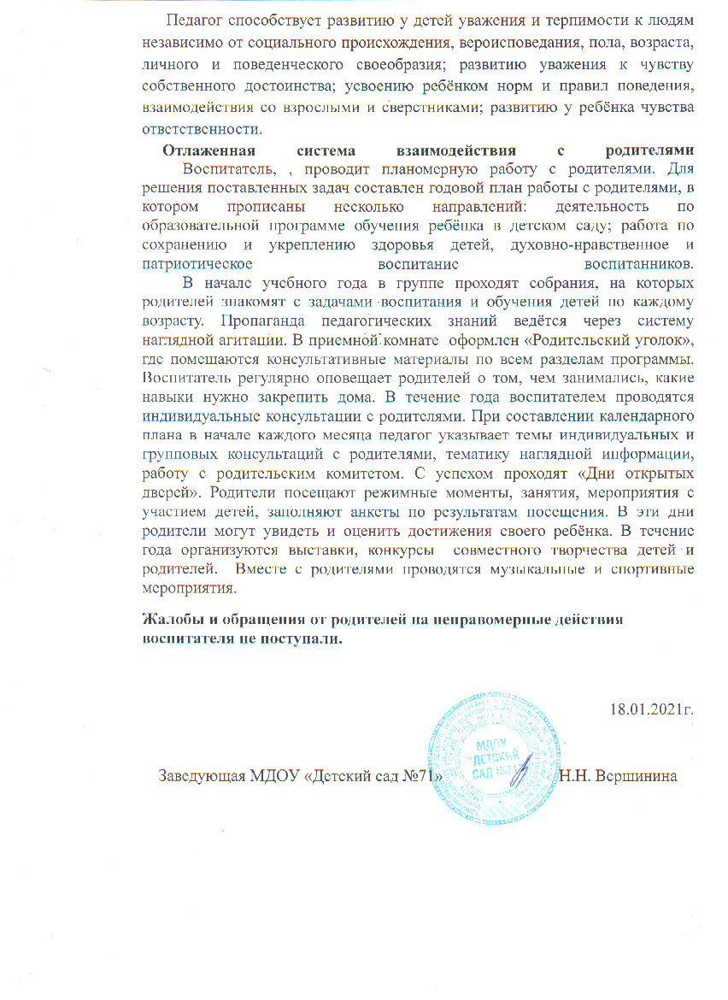 Педагог способствует развитию у детей уважения и терпимости к людям
независимо от социального происхождения, вероисповедания, пола, возраста,
личного и поведенческого своеобразия; развитию уважения к чувству
собственного достоинства; усвоению ребёнком норм и правил поведения,
взаимодействия со взрослыми и сверстниками; развитию у ребёнка чувства
ответственности.
Отлаженная система взаимодействия с родителями
Воспитатель, , проводит планомерную работу с родителями. Для
решения поставленных задач составлен годовой план работы с родителями, в
котором прописаны несколько направлений: деятельность по
образовательной программе обучения ребёнка в детском саду; работа по
сохранению и укреплению здоровья детей, духовно-нравственное и
патриотическое воспитание воспитанников.
В начале учебного года в группе проходят собрания, на которых
родителей знакомят с задачами воспитания и обучения детей по каждому
возрасту. Пропаганда педагогических знаний ведётся через систему
наглядной агитации. В приемной комнате оформлен «Родительский уголок»,
где помещаются консультативные материалы по всем разделам программы.
Воспитатель регулярно оповещает родителей о том, чем занимались, какие
навыки нужно закрепить дома. В течение года воспитателем проводятся
индивидуальные консультации с родителями. При составлении календарного
плана в начале каждого месяца педагог указывает темы индивидуальных и
групповых консультаций с родителями, тематику наглядной информации,
работу с родительским комитетом. С успехом проходят «Дни открытых
дверей». Родители посещают режимные моменты, занятия, мероприятия с
участием детей, заполняют анкеты по результатам посещения. В эти дни
родители могут увидеть и оценить достижения своего ребёнка. В течение
года организуются выставки, конкурсы совместного творчества детей и
родителей. Вместе с родителями проводятся музыкальные и спортивные
мероприятия.
Жалобы и обращения от родителей на неправомерные действия
воспитателя не поступали.
18.01.2021г.
МДОУ
"ДЕТСКИЙ
САД №71"
Заведующая МДОУ «Детский сад №71» Н.Н. Вершинина